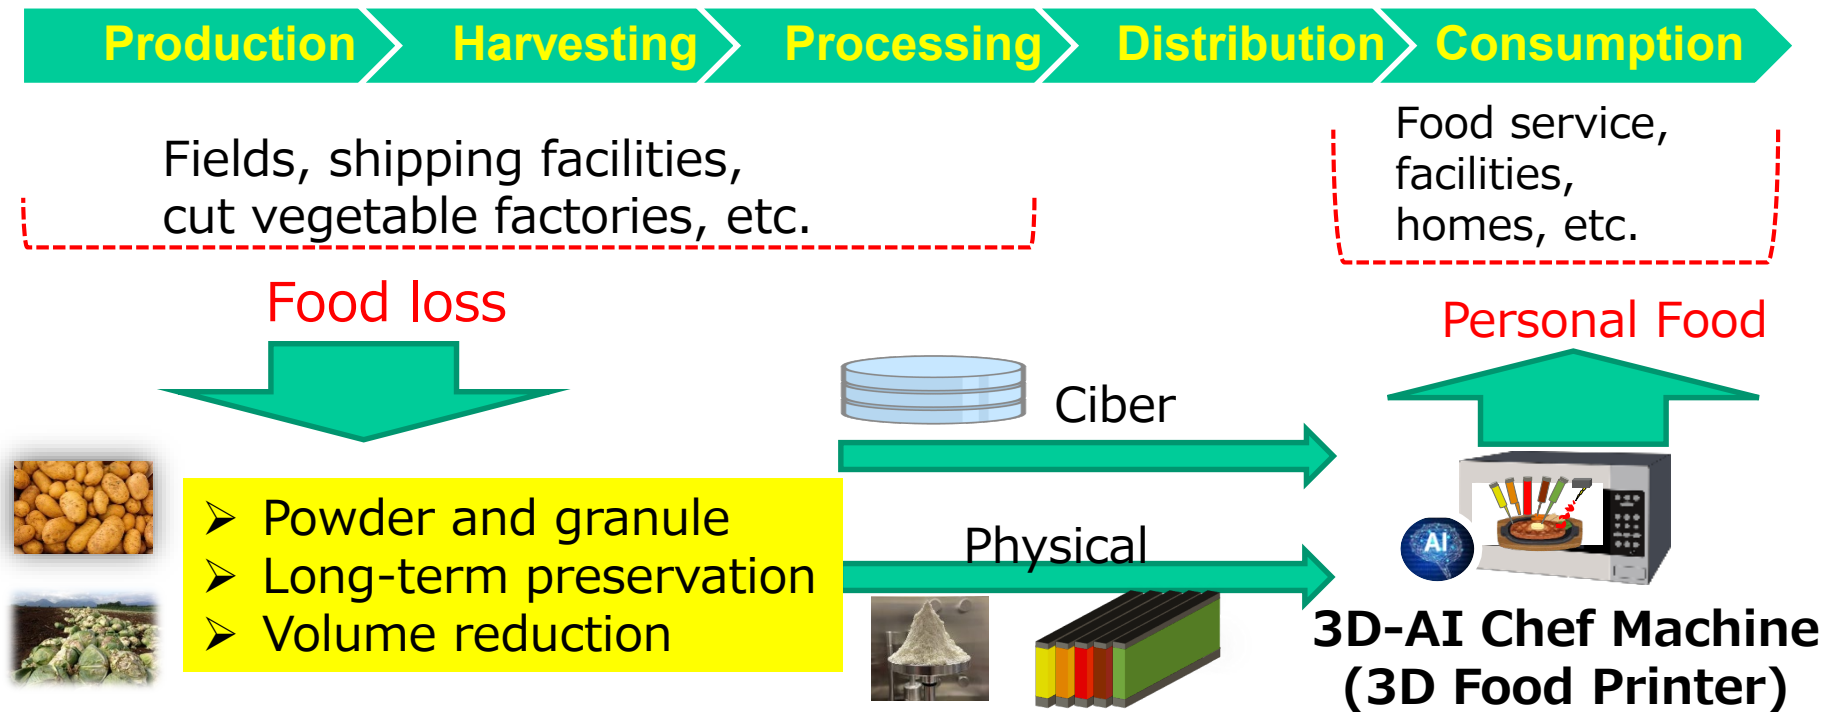 Production Harvesting Processing Distribution Consumption
Fields, shipping facilities,
cut vegetable factories, etc.
Food service,
facilities,
homes, etc.
Food loss
Personal Food
Ciber
➢ Powder and granule
➢ Long-term preservation
➢ Volume reduction
Physical
AI
3D-AI Chef Machine
(3D Food Printer)